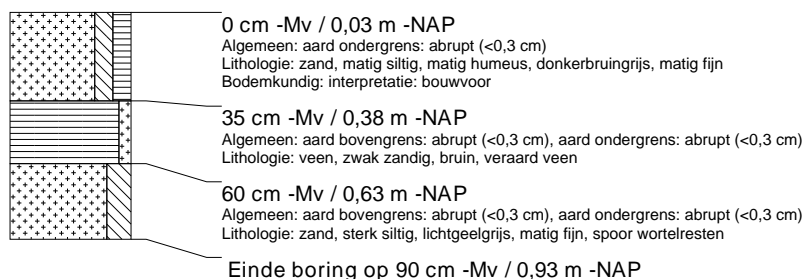 0 cm -Mv / 0,03 m -NAP
Algemeen: aard ondergrens: abrupt (<0,3 cm)
Lithologie: zand, matig siltig, matig humeus, donkerbruingrijs, matig fijn
Bodemkundig: interpretatie: bouwvoor
35 cm -Mv / 0,38 m -NAP
Algemeen: aard bovengrens: abrupt (<0,3 cm), aard ondergrens: abrupt (<0,3 cm)
Lithologie: veen, zwak zandig, bruin, veraard veen
60 cm -Mv / 0,63 m -NAP
Algemeen: aard bovengrens: abrupt (<0,3 cm), aard ondergrens: abrupt (<0,3 cm)
Lithologie: zand, sterk siltig, lichtgeelgrijs, matig fijn, spoor wortelresten
Einde boring op 90 cm -Mv / 0,93 m -NAP